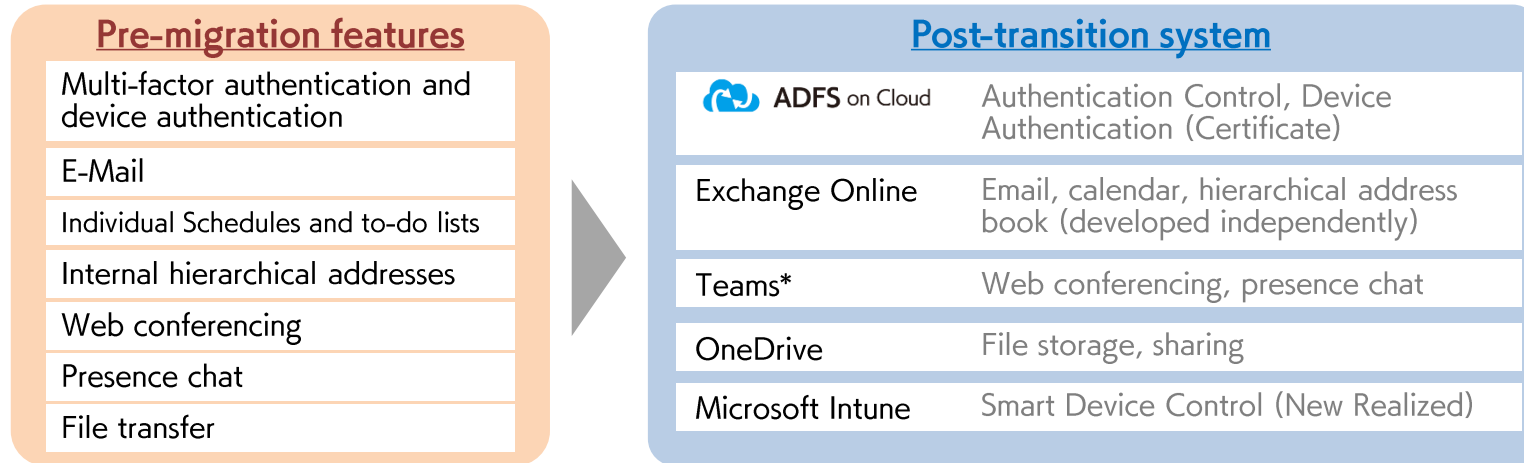 Pre-migration features
Multi-factor authentication and
device authentication
E-Mail
Individual Schedules and to-do lists
Internal hierarchical addresses
Web conferencing
Presence chat
File transfer
Post-transition system
ADFS on Cloud
Authentication Control, Device
Authentication (Certificate)
Exchange Online
Email, calendar, hierarchical address
book (developed independently)
Teams*
Web conferencing, presence chat
OneDrive
File storage, sharing
Microsoft Intune
Smart Device Control (New Realized)